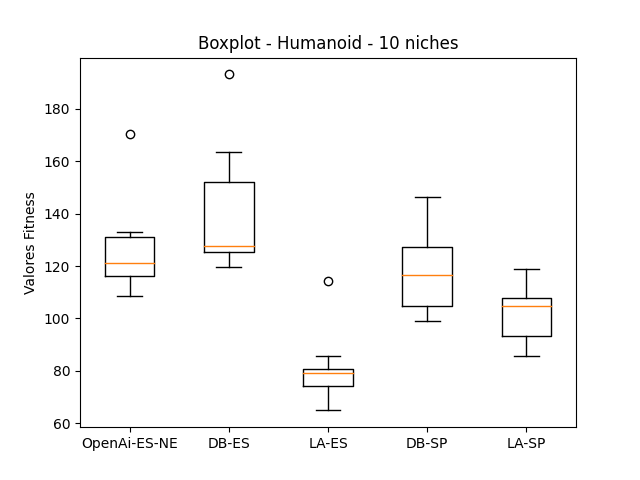 Boxplot - Humanoid - 10 niches
Valores Fitness
180
160
140
120
100
80
60
OpenAi-ES-NE DB-ES LA-ES DB-SP LA-SP